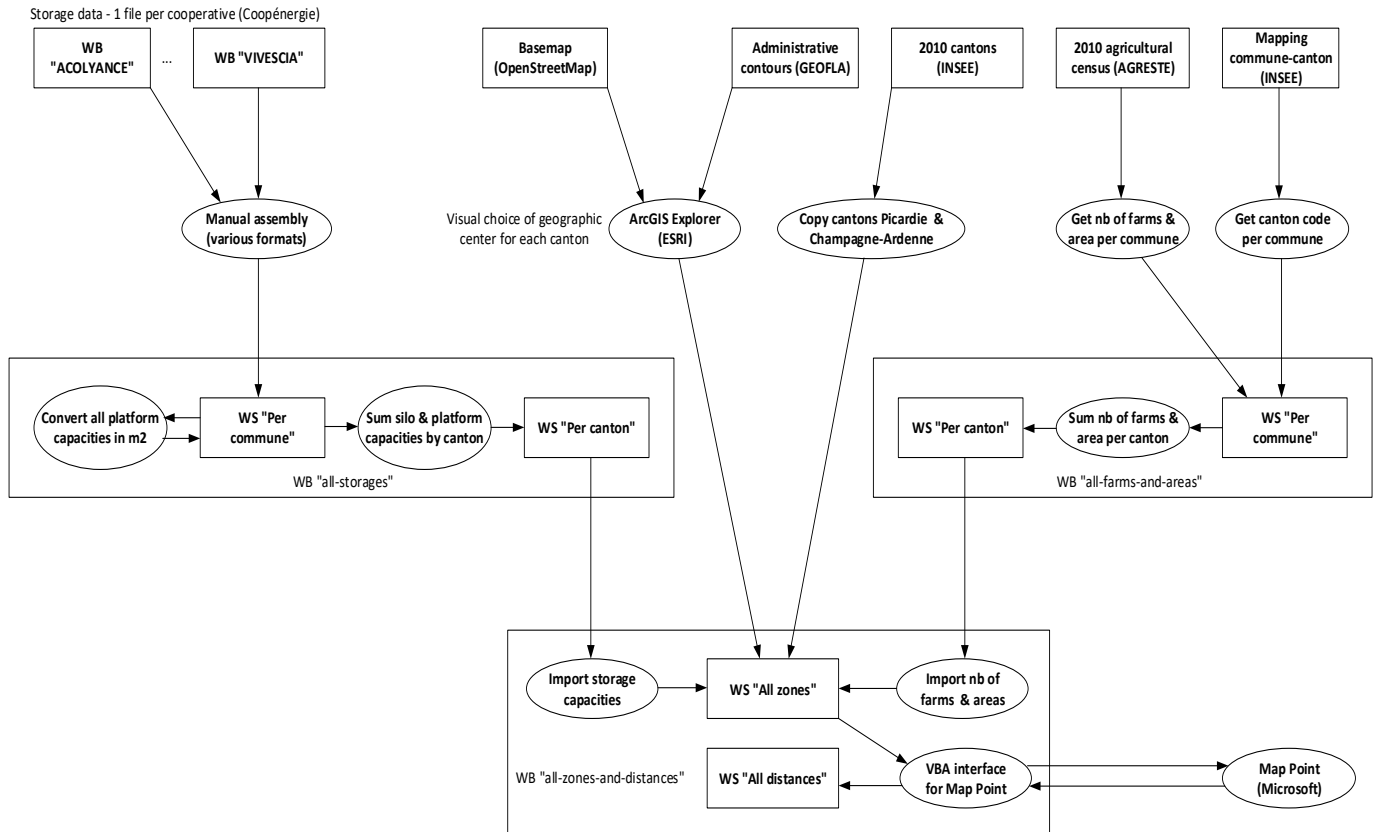 Storage data - 1 file per cooperative (Coopénergie)
WB
"ACOLYANCE"
...
WB "VIVESCIA"
Basemap
(OpenStreetMap)
Administrative
contours (GEOFLA)
2010 cantons
(INSEE)
2010 agricultural
census (AGRESTE)
Mapping
commune-canton
(INSEE)
Manual assembly
(various formats)
Visual choice of geographic
center for each canton
ArcGIS Explorer
(ESRI)
Copy cantons Picardie &
Champagne-Ardenne
Get nb of farms &
area per commune
Get canton code
per commune
Convert all platform
capacities in m2
WS "Per
commune"
Sum silo & platform
capacities by canton
WS "Per canton"
WB "all-storages"
WS "Per canton"
Sum nb of farms &
area per canton
WS "Per
commune"
WB "all-farms-and-areas"
Import storage
capacities
WS "All zones"
Import nb of
farms & areas
WB "all-zones-and-distances"
WS "All distances"
VBA interface
for Map Point
Map Point
(Microsoft)